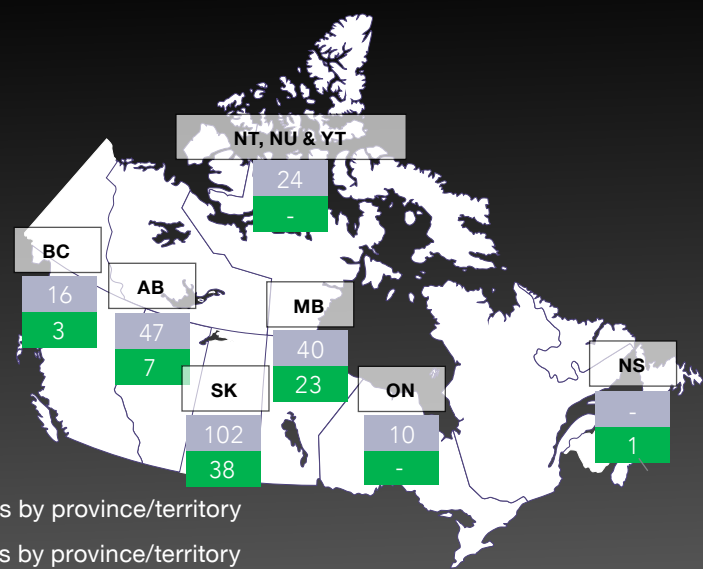 NT, NU & YT
24
-
BC
16
3
AB
47
7
MB
40
23
SK
102
38
ON
10
-
NS
-
1
s by province/territory
s by province/territory